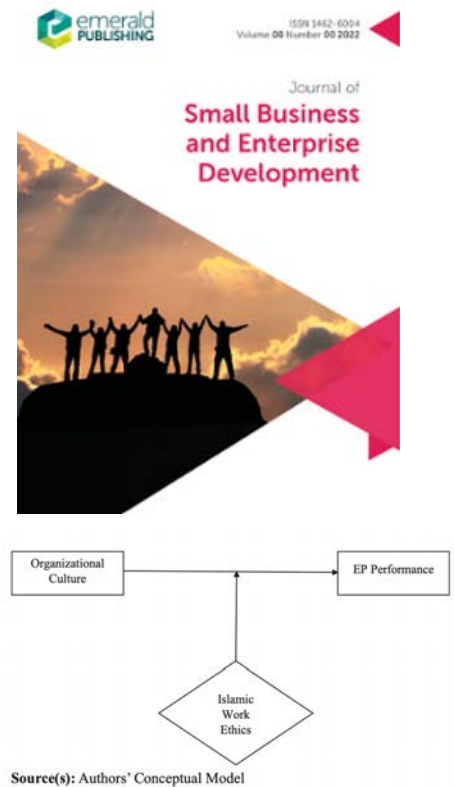 emerald
PUBLISHING
ISSN 1462-6004
Volume 00 Number 00 2022
Journal of
Small Business
and Enterprise
Development
Organizational
Culture
EP Performance
Islamic
Work
Ethics
Source(s): Authors' Conceptual Model